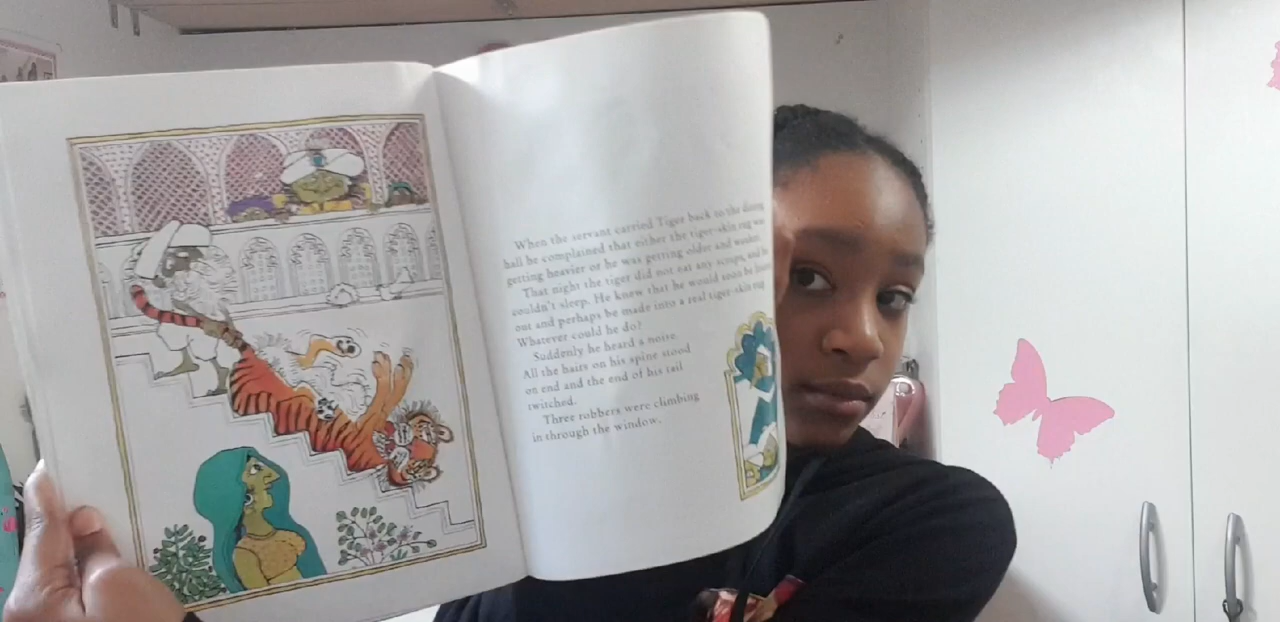 When the servant carried Tiger back to the dining
hall he complained that either the tiger-skin rug was
getting heavier or he was getting older and weaker.
That night the tiger did not eat any scraps, and he
couldn't sleep. He knew that he would soon be found
out and perhaps be made into a real tiger-skin rug.
Whatever could he do?
Suddenly he heard a noise.
All the hairs on his spine stood
on end and the end of his tail
twitched.
Three robbers were climbing
in through the window.